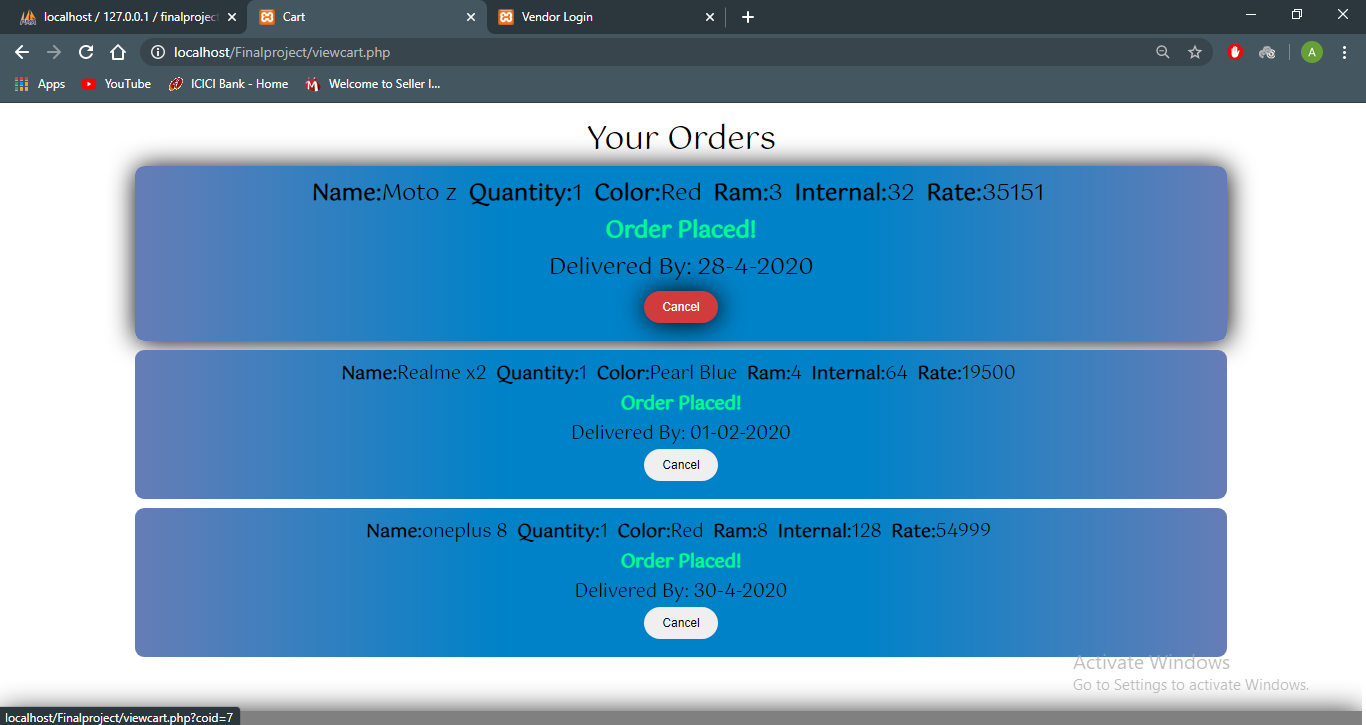 localhost / 127.0.0.1 / finalproject
Cart
Vendor Login
localhost/Finalproject/viewcart.php
A
Apps
YouTube
ICICI Bank - Home
Welcome to Seller I...
Your Orders
Name:Moto z Quantity:1 Color:Red Ram:3 Internal:32 Rate:35151
Order Placed!
Delivered By: 28-4-2020
Cancel
Name:Realme x2 Quantity:1 Color:Pearl Blue Ram:4 Internal:64 Rate:19500
Order Placed!
Delivered By: 01-02-2020
Cancel
Name:oneplus 8 Quantity:1 Color:Red Ram:8 Internal:128 Rate:54999
Order Placed!
Delivered By: 30-4-2020
Cancel
Activate Windows
Go to Settings to activate Windows.
localhost/Finalproject/viewcart.php?coid=7